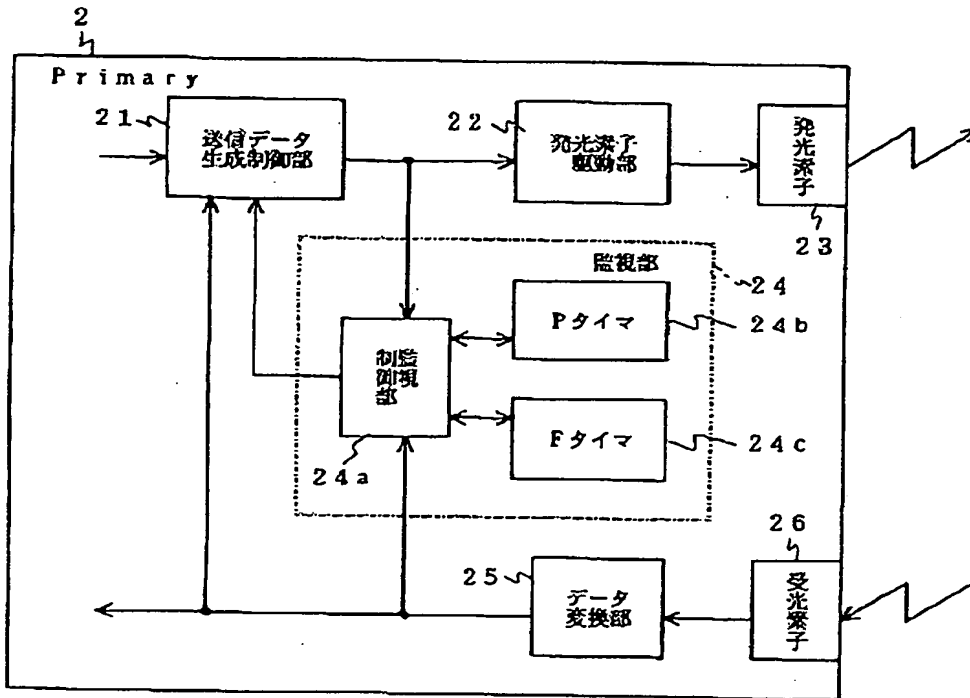 2
Primary
21
送信データ
生成制御部
22
発光素子
駆動部
発光素子
23
監視部
24
Pタイマ
24b
監視
制御部
24a
Fタイマ
24c
26
25
データ
変換部
受光素子